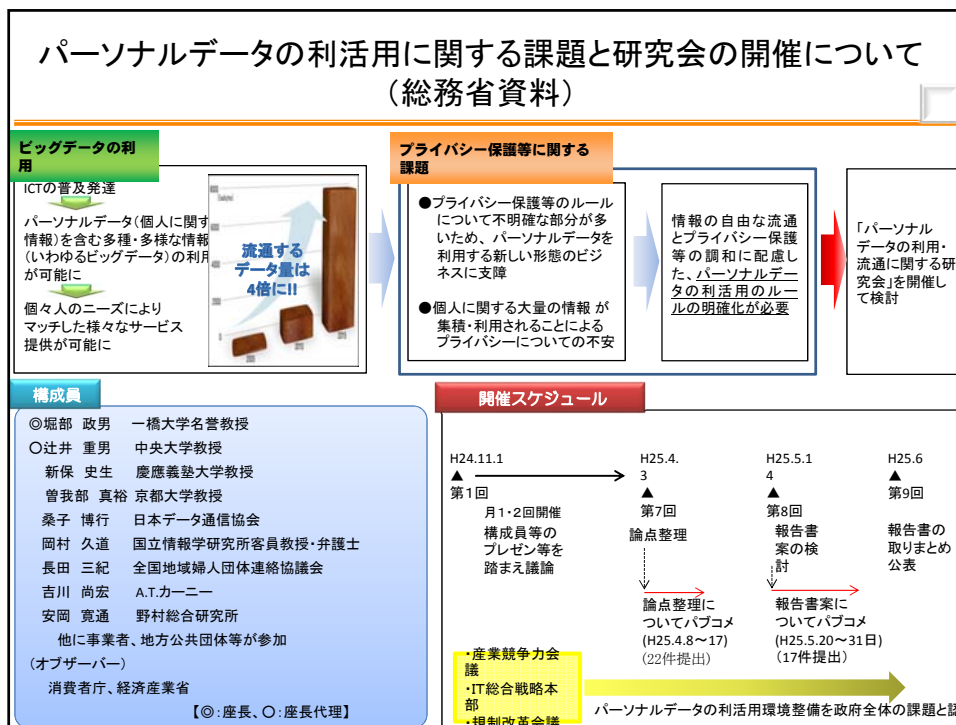 パーソナルデータの利活用に関する課題と研究会の開催について
（総務省資料）
ビッグデータの利
用
ICTの普及発達
パーソナルデータ（個人に関す
情報）を含む多種・多様な情報
（いわゆるビッグデータ）の利用
が可能に
個々人のニーズにより
マッチした様々なサービス
提供が可能に
流通する
データ量は
4倍に!!
プライバシー保護等に関する
課題
●プライバシー保護等のルール
について不明確な部分が多
いため、パーソナルデータを
利用する新しい形態のビジ
ネスに支障
●個人に関する大量の情報 が
集積・利用されることによる
プライバシーについての不安
情報の自由な流通
とプライバシー保護
等の調和に配慮し
た、パーソナルデー
タの利活用のルー
ルの明確化が必要
「パーソナル
データの利用・
流通に関する研
究会」を開催し
て検討
構成員
◎堀部 政男 一橋大学名誉教授
○辻井 重男 中央大学教授
新保 史生 慶應義塾大学教授
曽我部 真裕 京都大学教授
桑子 博行 日本データ通信協会
岡村 久道 国立情報学研究所客員教授・弁護士
長田 三紀 全国地域婦人団体連絡協議会
吉川 尚宏 A.T.カーニー
安岡 寛通 野村総合研究所
他に事業者、地方公共団体等が参加
(オブザーバー)
消費者庁、経済産業省
【◎：座長、○：座長代理】
開催スケジュール
H24.11.1
▲
第1回
月1・2回開催
構成員等の
プレゼン等を
踏まえ議論
H25.4.
3
▲
第7回
論点整理
論点整理に
ついてパブコメ
(H25.4.8～17)
(22件提出)
H25.5.1
4
▲
第8回
報告書
案の検
討
報告書案に
ついてパブコメ
(H25.5.20～31日)
(17件提出)
H25.6
▲
第9回
報告書の
取りまとめ
公表
・産業競争力会
議
・IT総合戦略本
部
・規制改革会議
パーソナルデータの利活用環境整備を政府全体の課題と認